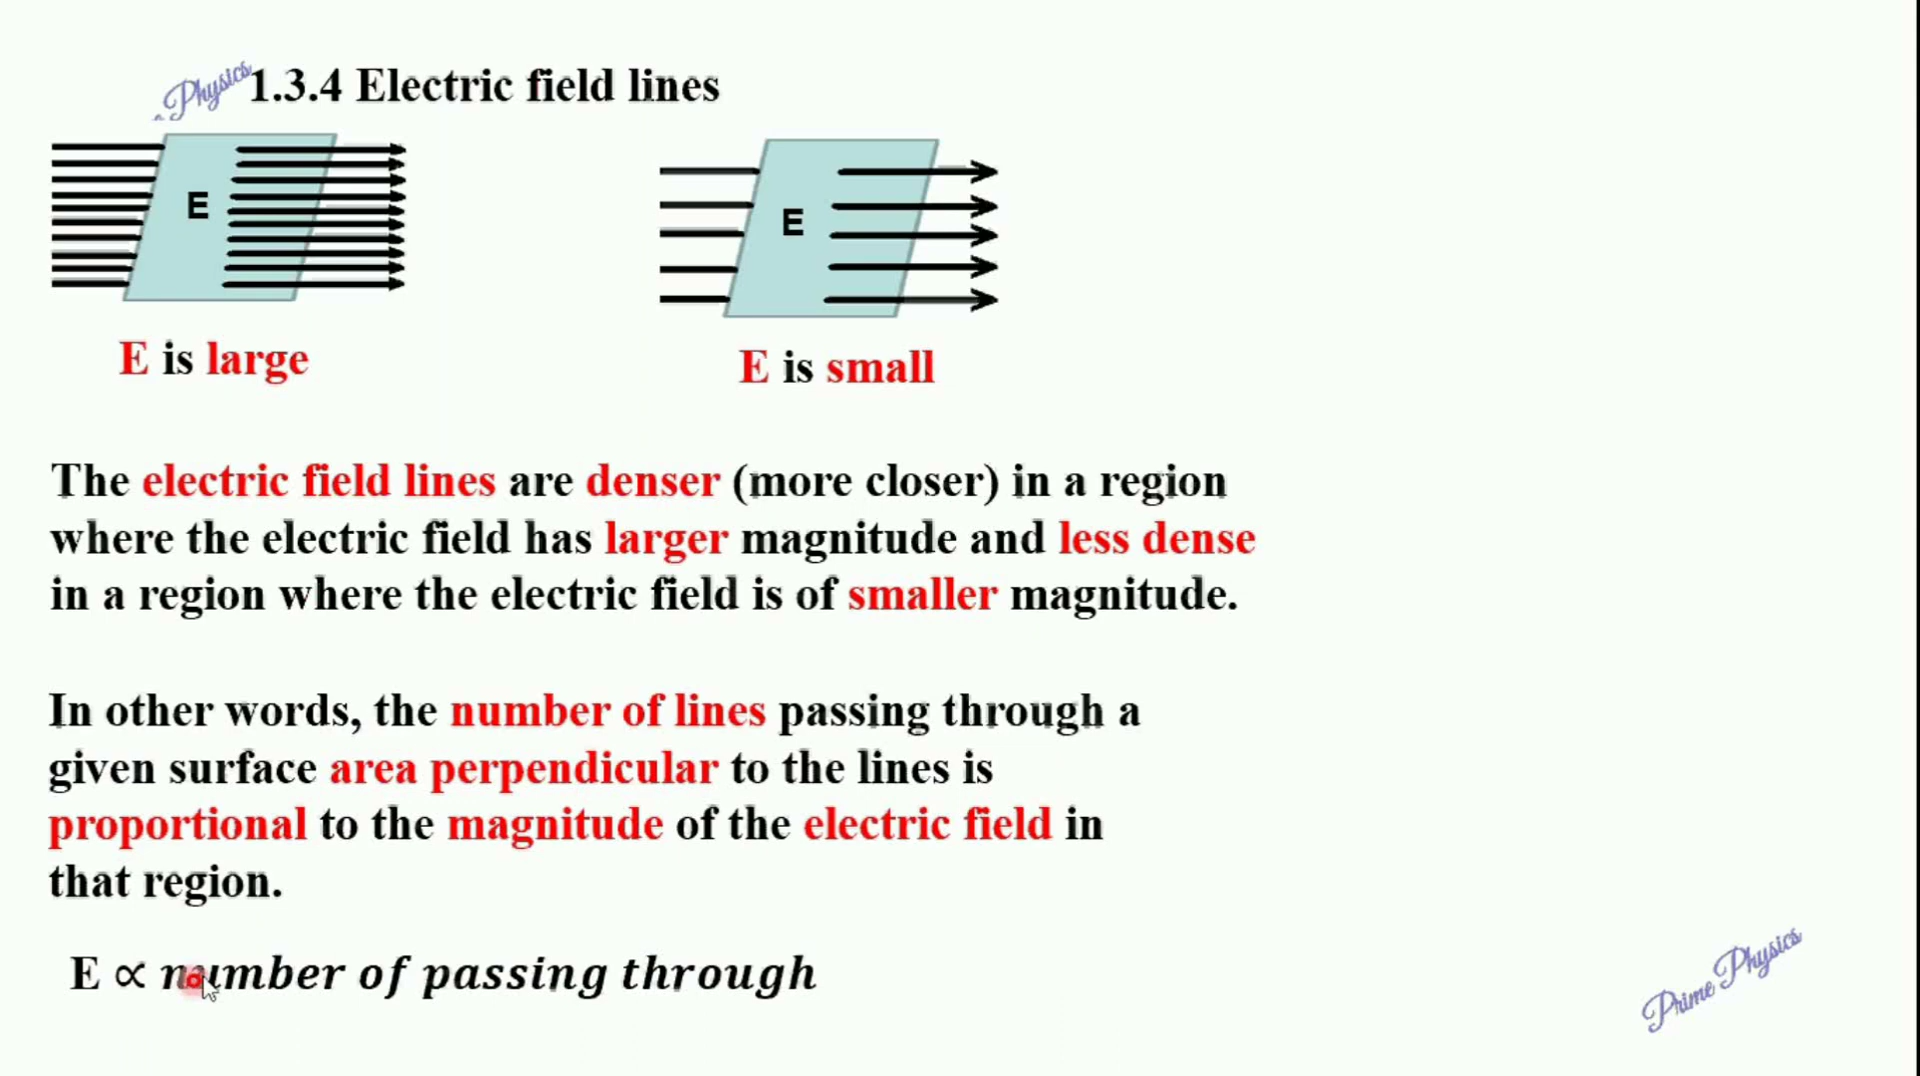 Physics
1.3.4 Electric field lines
E
E
E is large
E is small
The electric field lines are denser (more closer) in a region
where the electric field has larger magnitude and less dense
in a region where the electric field is of smaller magnitude.
In other words, the number of lines passing through a
given surface area perpendicular to the lines is
proportional to the magnitude of the electric field in
that region.
E ∝ number of passing through
Prime Physics